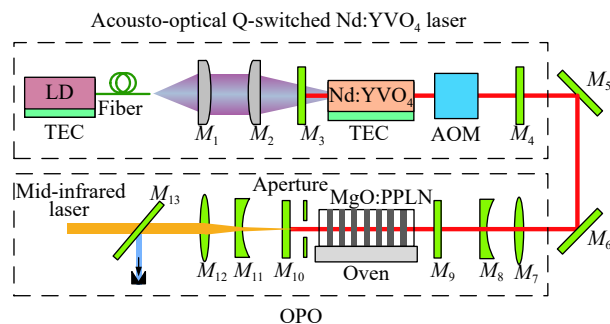 Acousto-optical Q-switched Nd:YVO₄ laser
LD
Fiber
TEC
M₁
M₂
M₃
Nd:YVO₄
TEC
AOM
M₄
M₅
Mid-infrared
laser
M₁₃
Aperture
MgO:PPLN
M₆
M₁₂
M₁₁
M₁₀
Oven
M₉
M₈
M₇
OPO